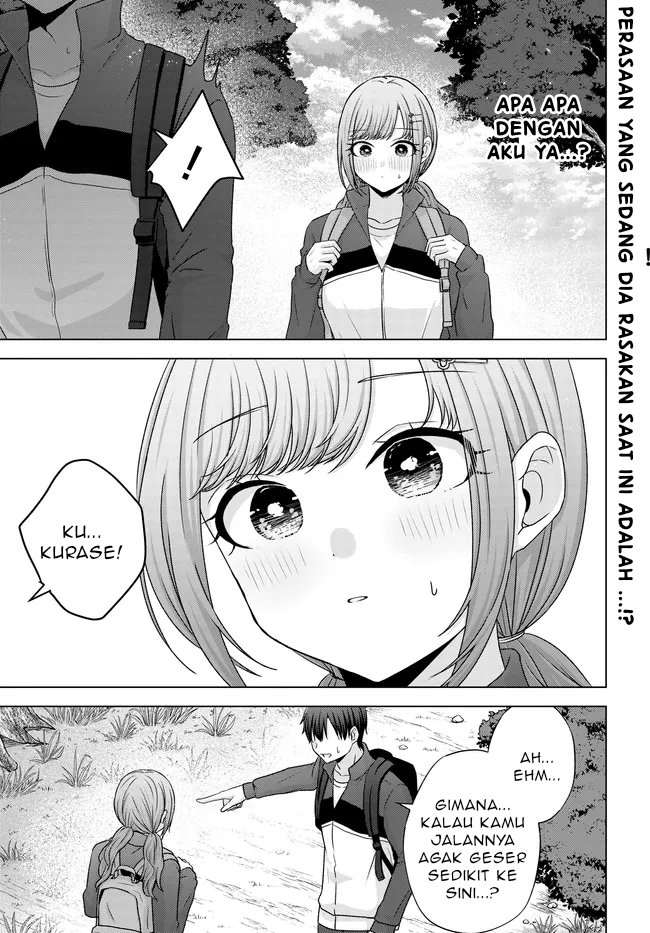 PERASAAN YANG SEDANG DIA RASAKAN SAAT INI ADALAH ...!?
!!
APA APA
DENGAN
AKU YA...?
!
KU...
KURASE!
AH...
EHM...
GIMANA...
KALAU KAMU
JALANNYA
AGAK GESER
SEDIKIT KE
SINI...?